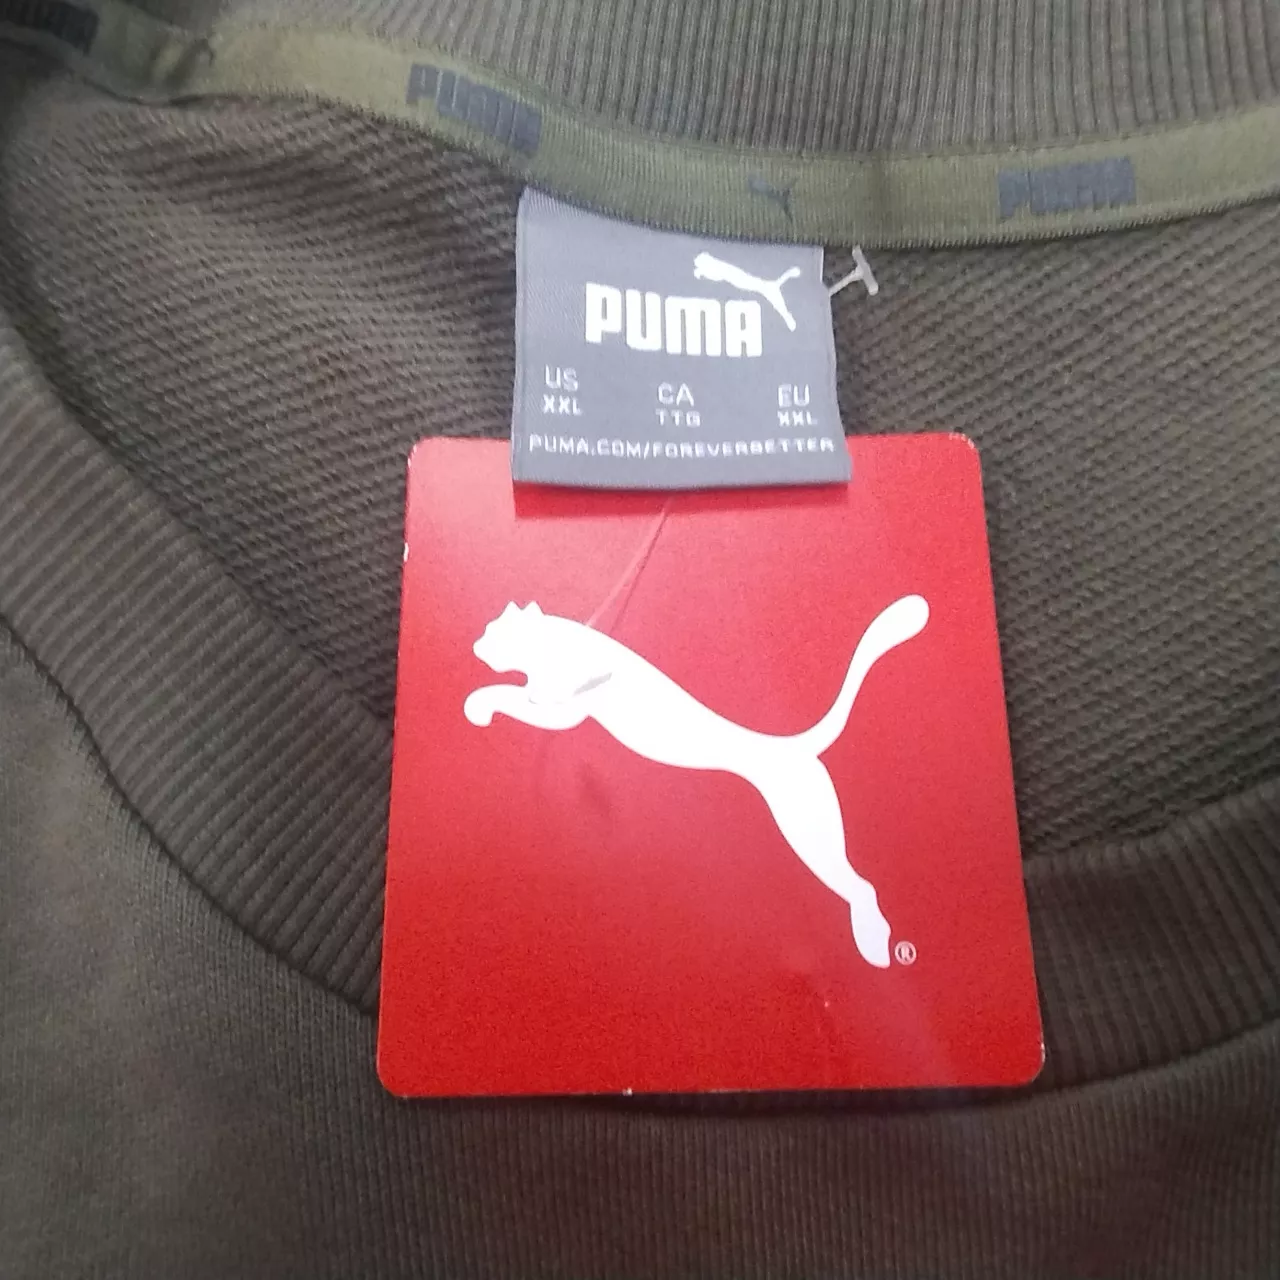 PUMA
PUMA
PUMA
US CA EU
XXL TTG XXL
PUMA.COM/FOREVERBETTER
®